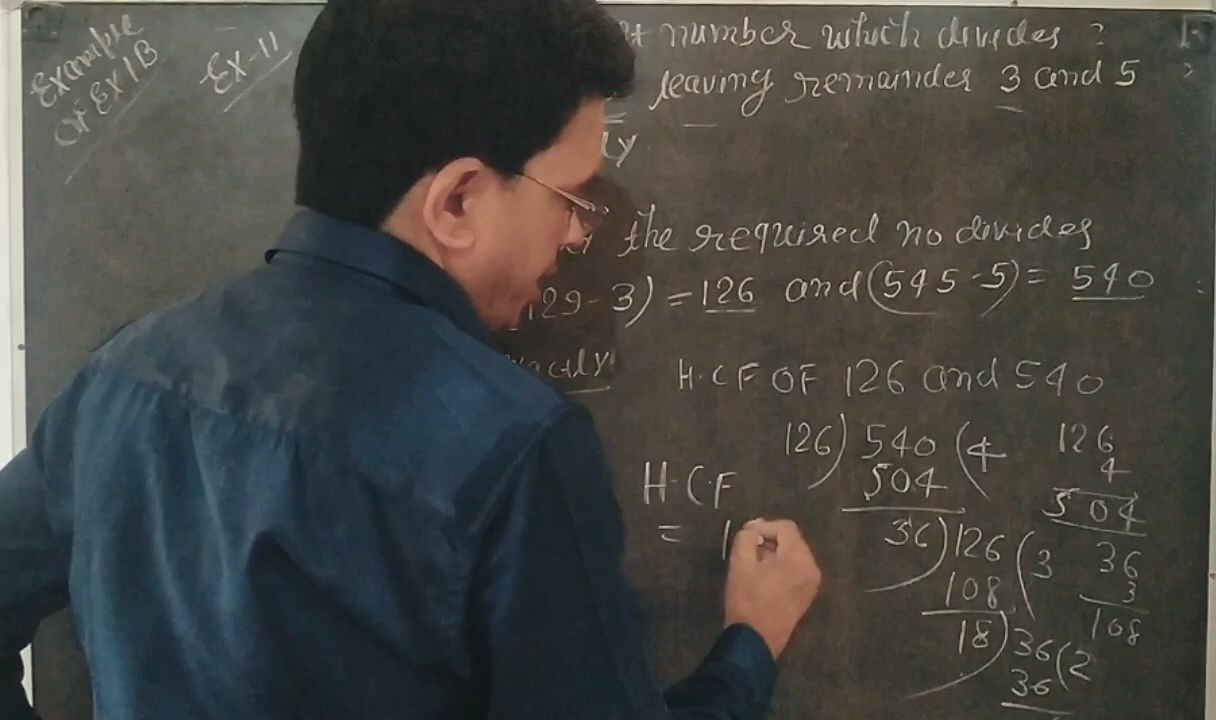 Example
OF EX 1B
EX-11
number which divides
leaving remainder 3 and 5
ly
the required no divides
129-3) = 126 and (545-5) = 540
H.C.F OF 126 and 540
126) 540 (4
504
36) 126 (3
108
18) 36 (2
36
126
4
504
36
3
108
H.C.F
= 1